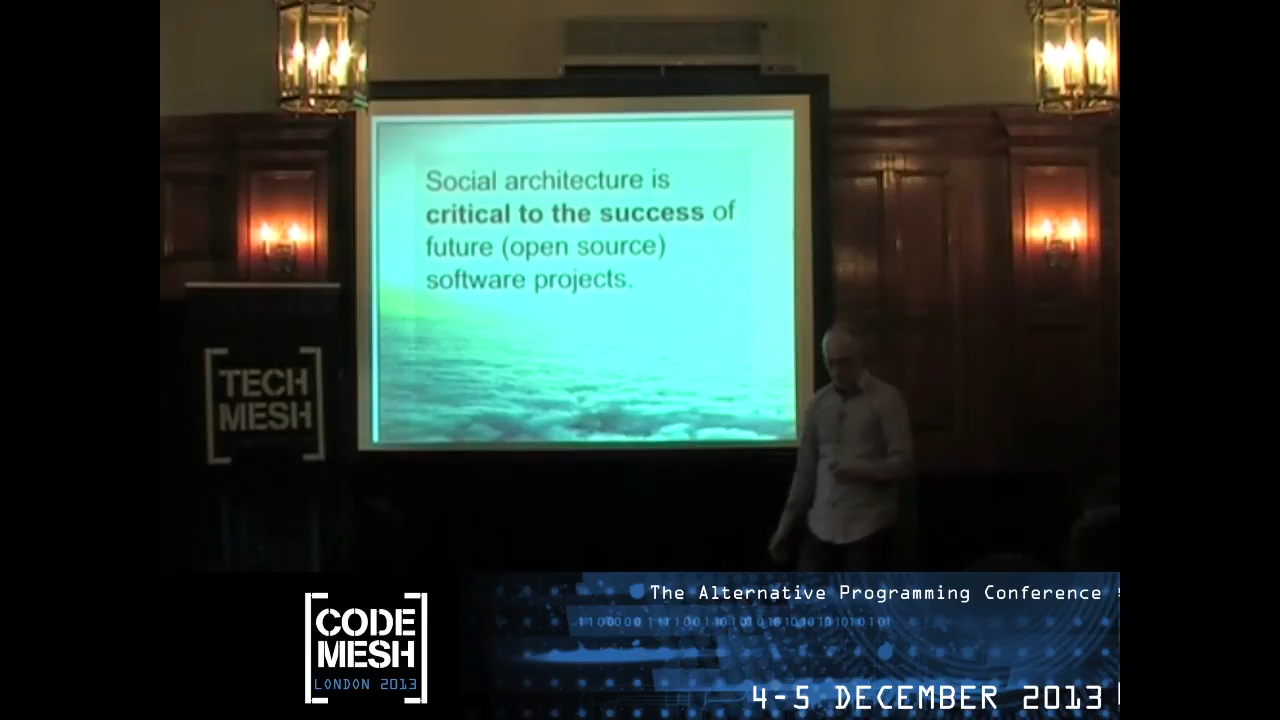 Social architecture is
critical to the success of
future (open source)
software projects.
TECH
MESH
CODE
MESH
LONDON 2013
The Alternative Programming Conference
4-5 DECEMBER 2013